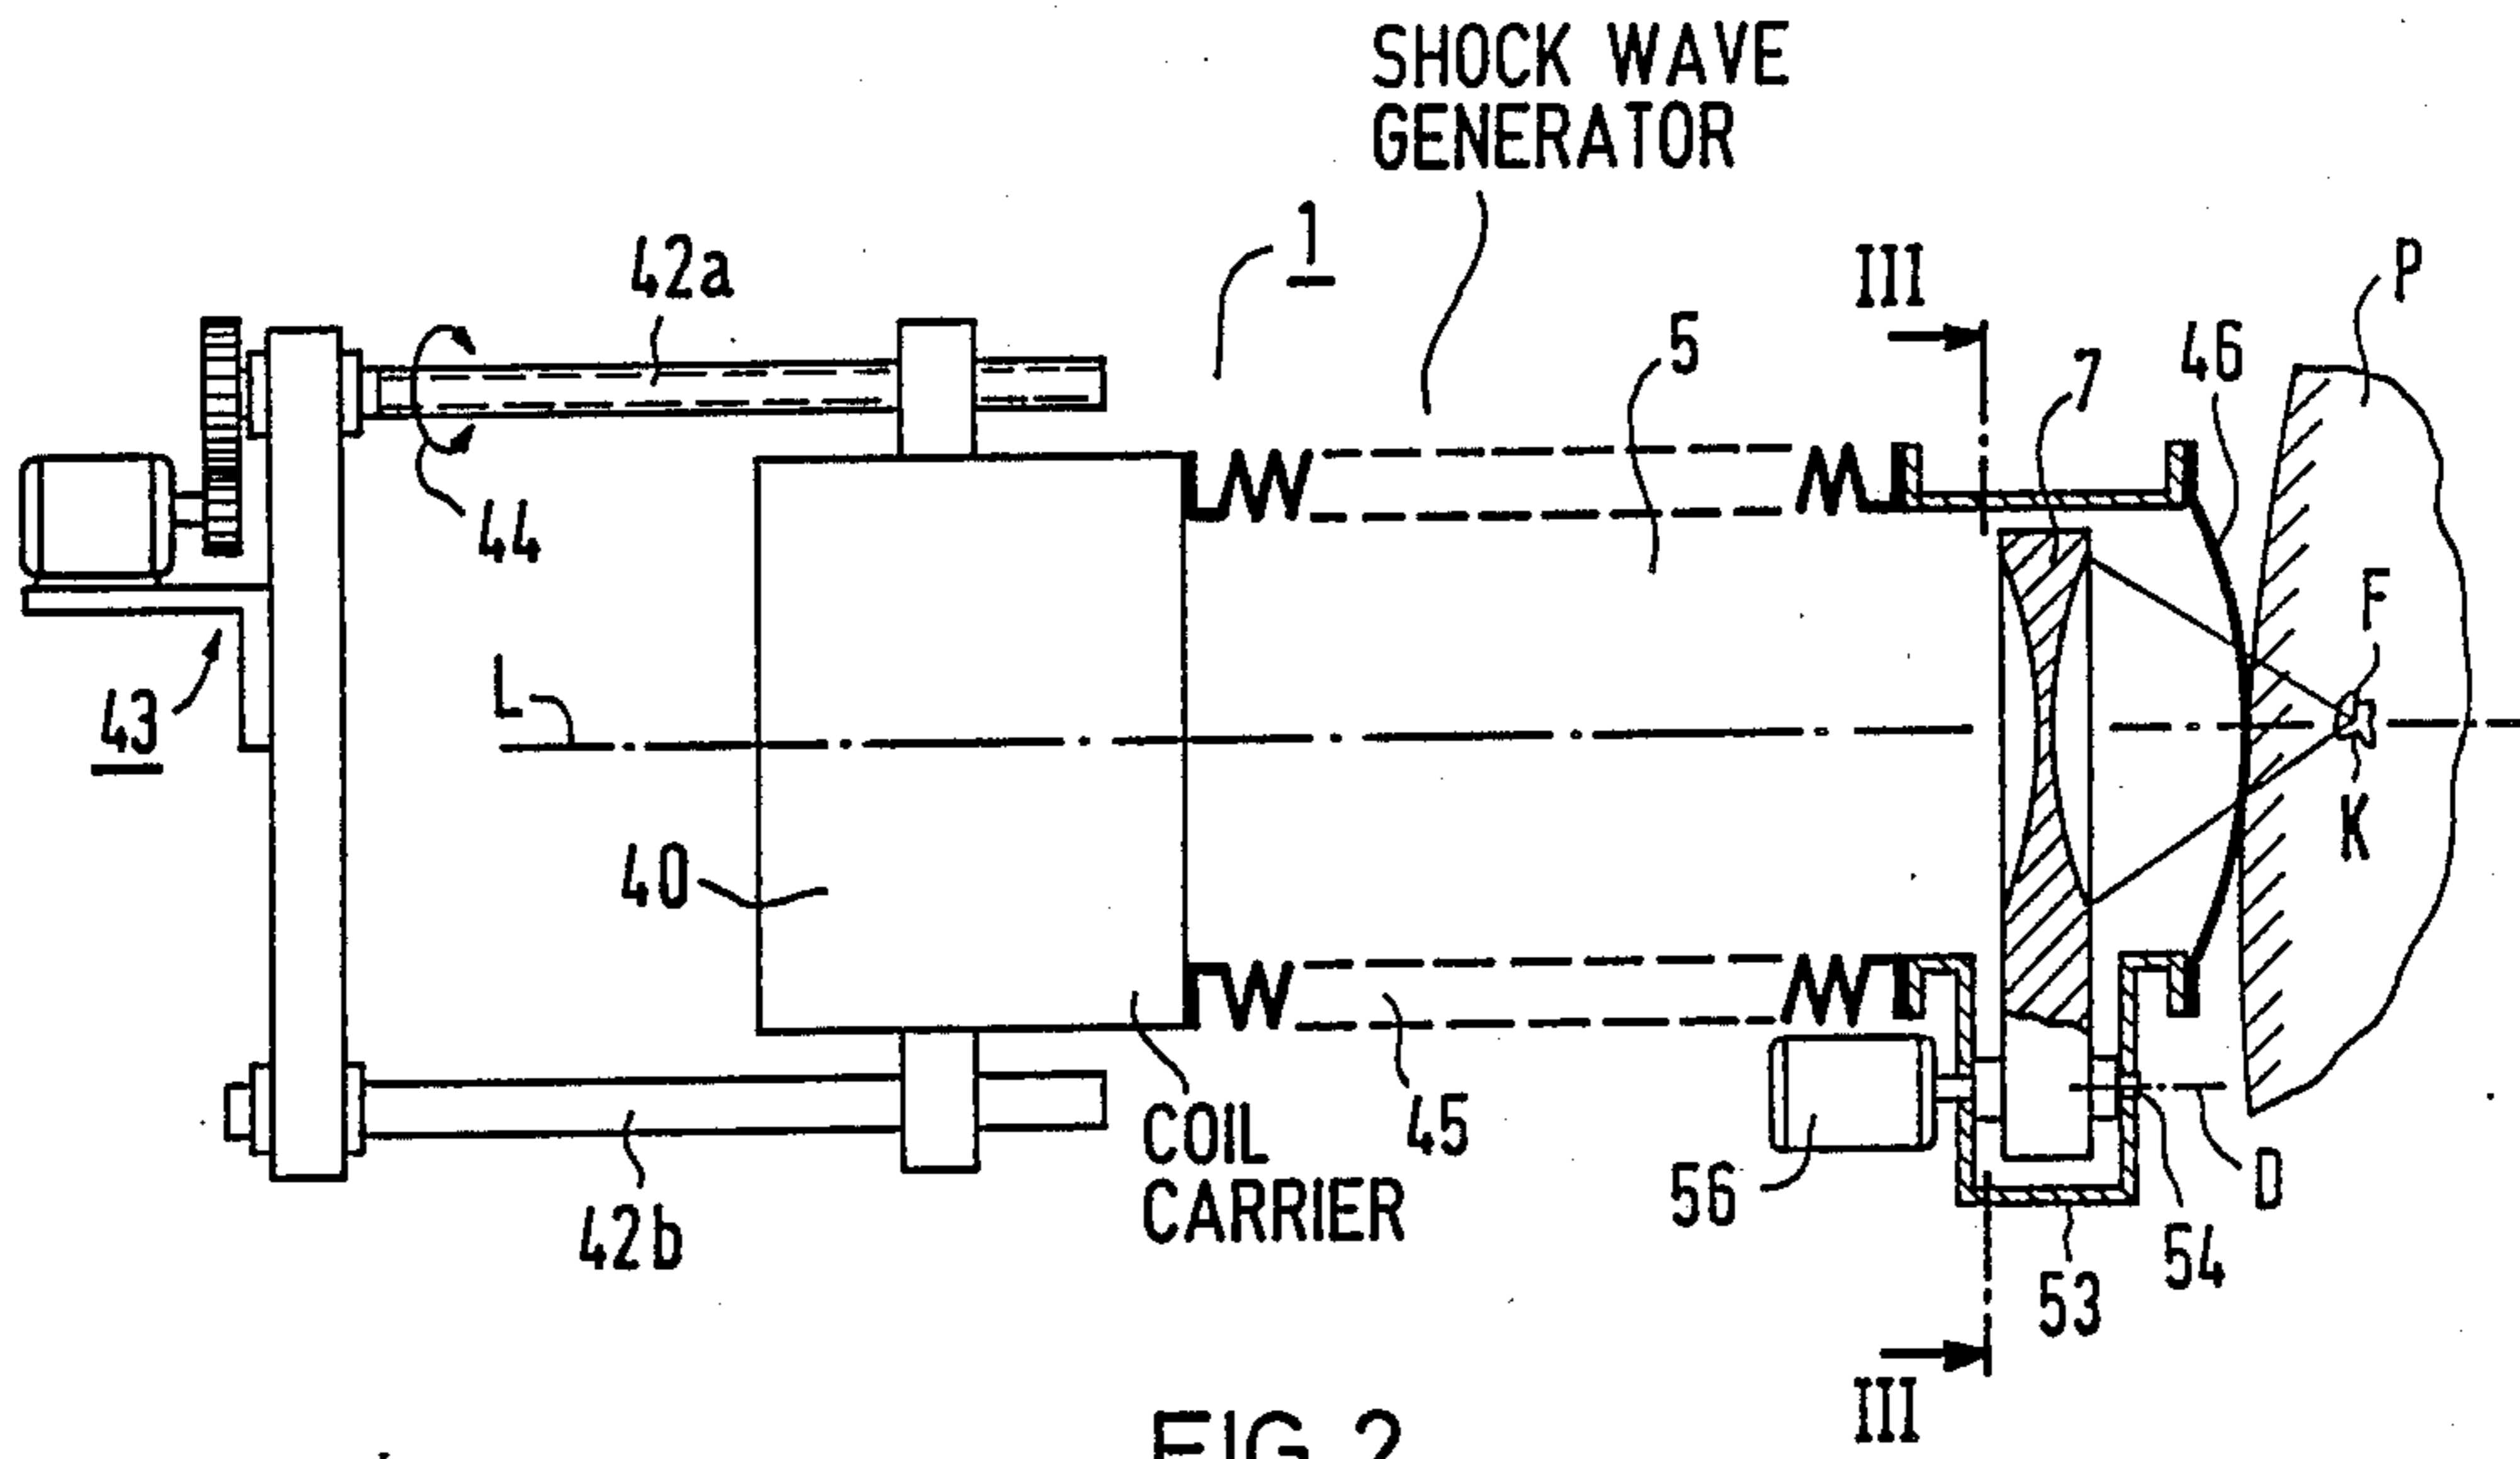 SHOCK WAVE
GENERATOR
1
42a
III
P
5
7
46
44
F
43
L
K
40
COIL
CARRIER
45
56
D
54
42b
53
III
FIG 2